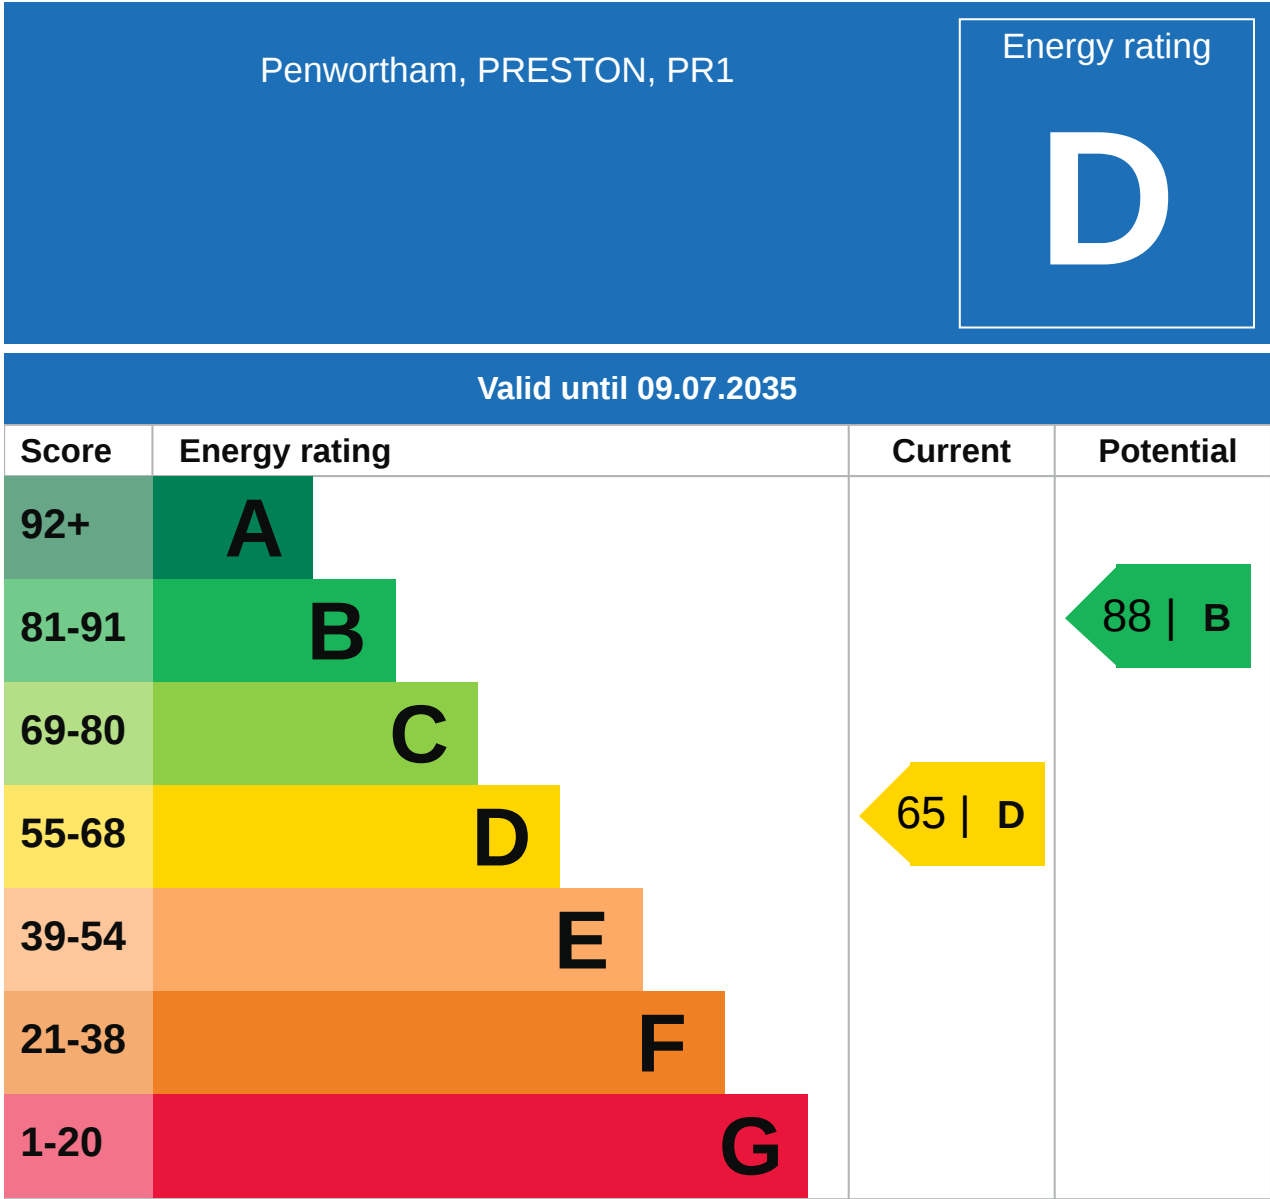 Penwortham, PRESTON, PR1
Energy rating
D
Valid until 09.07.2035
Score Energy rating Current Potential
92+ A
81-91 B 88 | B
69-80 C
55-68 D 65 | D
39-54 E
21-38 F
1-20 G